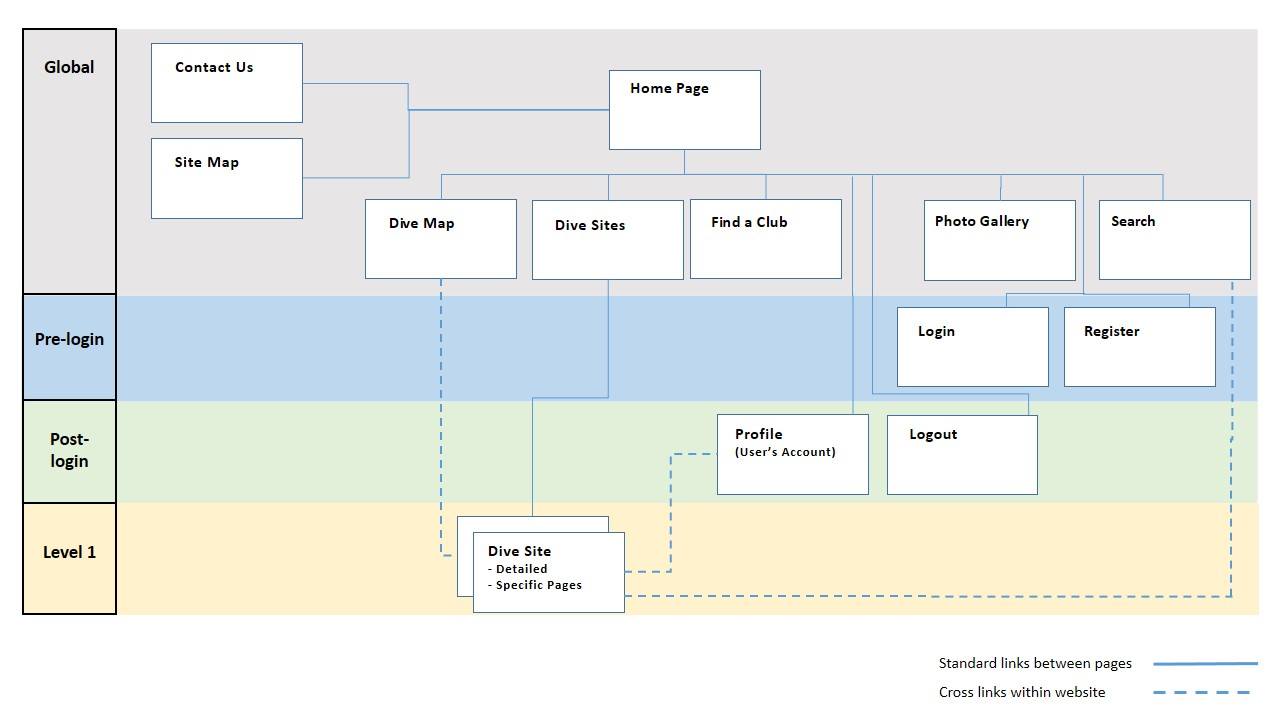 Global
Contact Us
Home Page
Site Map
Dive Map
Dive Sites
Find a Club
Photo Gallery
Search
Pre-login
Login
Register
Post-
login
Profile
(User's Account)
Logout
Level 1
Dive Site
- Detailed
- Specific Pages
Standard links between pages
Cross links within website